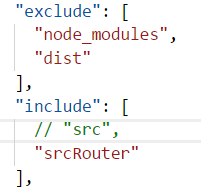 "exclude": [
"node_modules",
"dist"
],
"include": [
// "src",
"srcRouter"
],